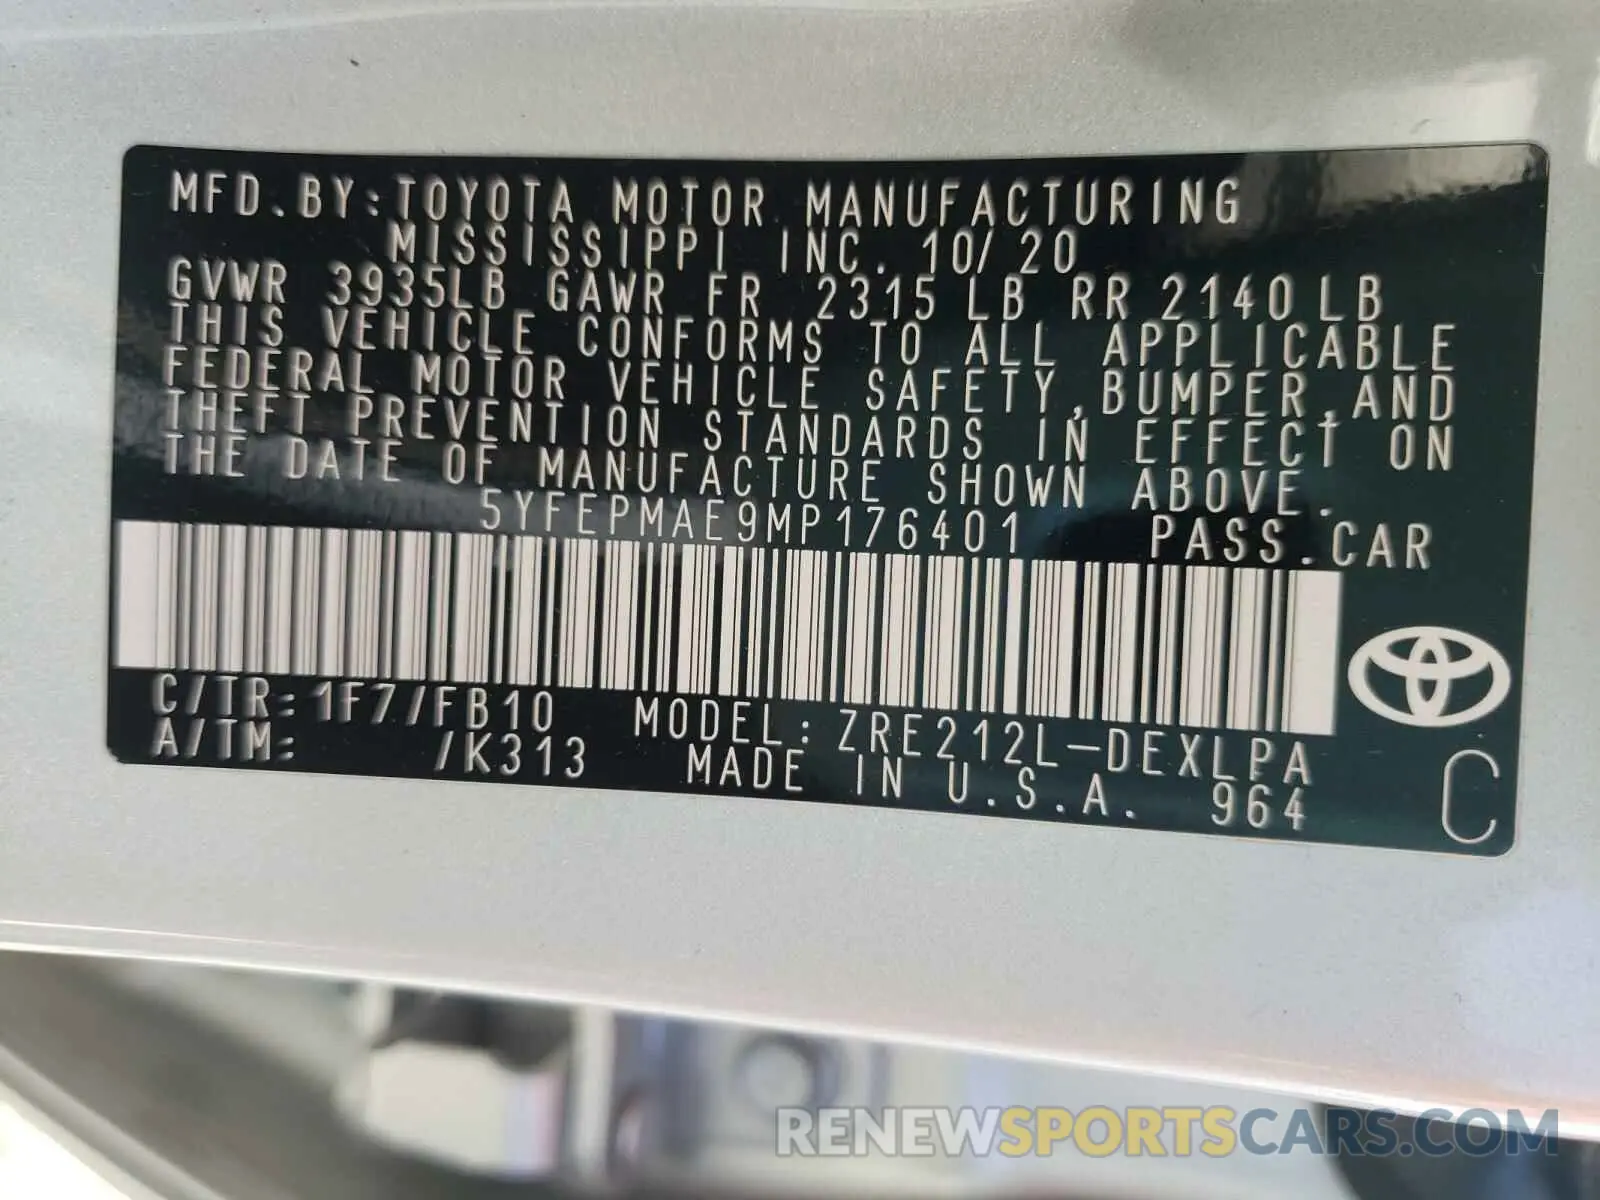 MFD. BY: TOYOTA MOTOR MANUFACTURING
MISSISSIPPI INC. 10/20
GVWR 3935LB GAWR FR 2315 LB RR 2140 LB
THIS VEHICLE CONFORMS TO ALL APPLICABLE
FEDERAL MOTOR VEHICLE SAFETY, BUMPER, AND
THEFT PREVENTION STANDARDS IN EFFECT ON
THE DATE OF MANUFACTURE SHOWN ABOVE.
5YFEPMAE9MP176401 PASS. CAR
C/TR: 1F7/FB10 MODEL: ZRE212L-DEXLPA
A/TM: /K313 MADE IN U.S.A. 964
C
RENEWSPORTSCARS.COM